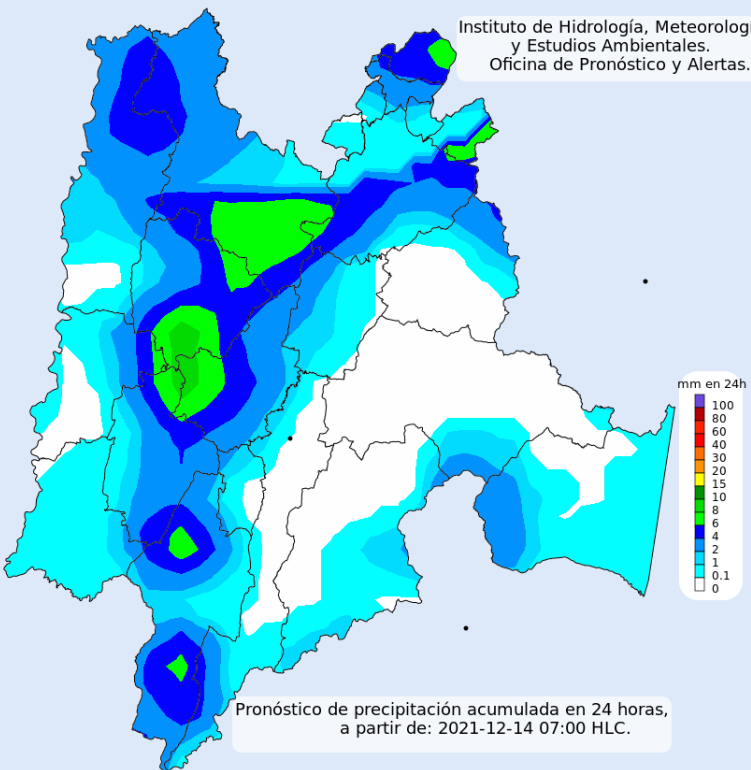 Instituto de Hidrología, Meteorologí
y Estudios Ambientales.
Oficina de Pronóstico y Alertas.
mm en 24h
100
80
60
40
30
20
15
10
8
6
4
2
1
0.1
0
Pronóstico de precipitación acumulada en 24 horas,
a partir de: 2021-12-14 07:00 HLC.